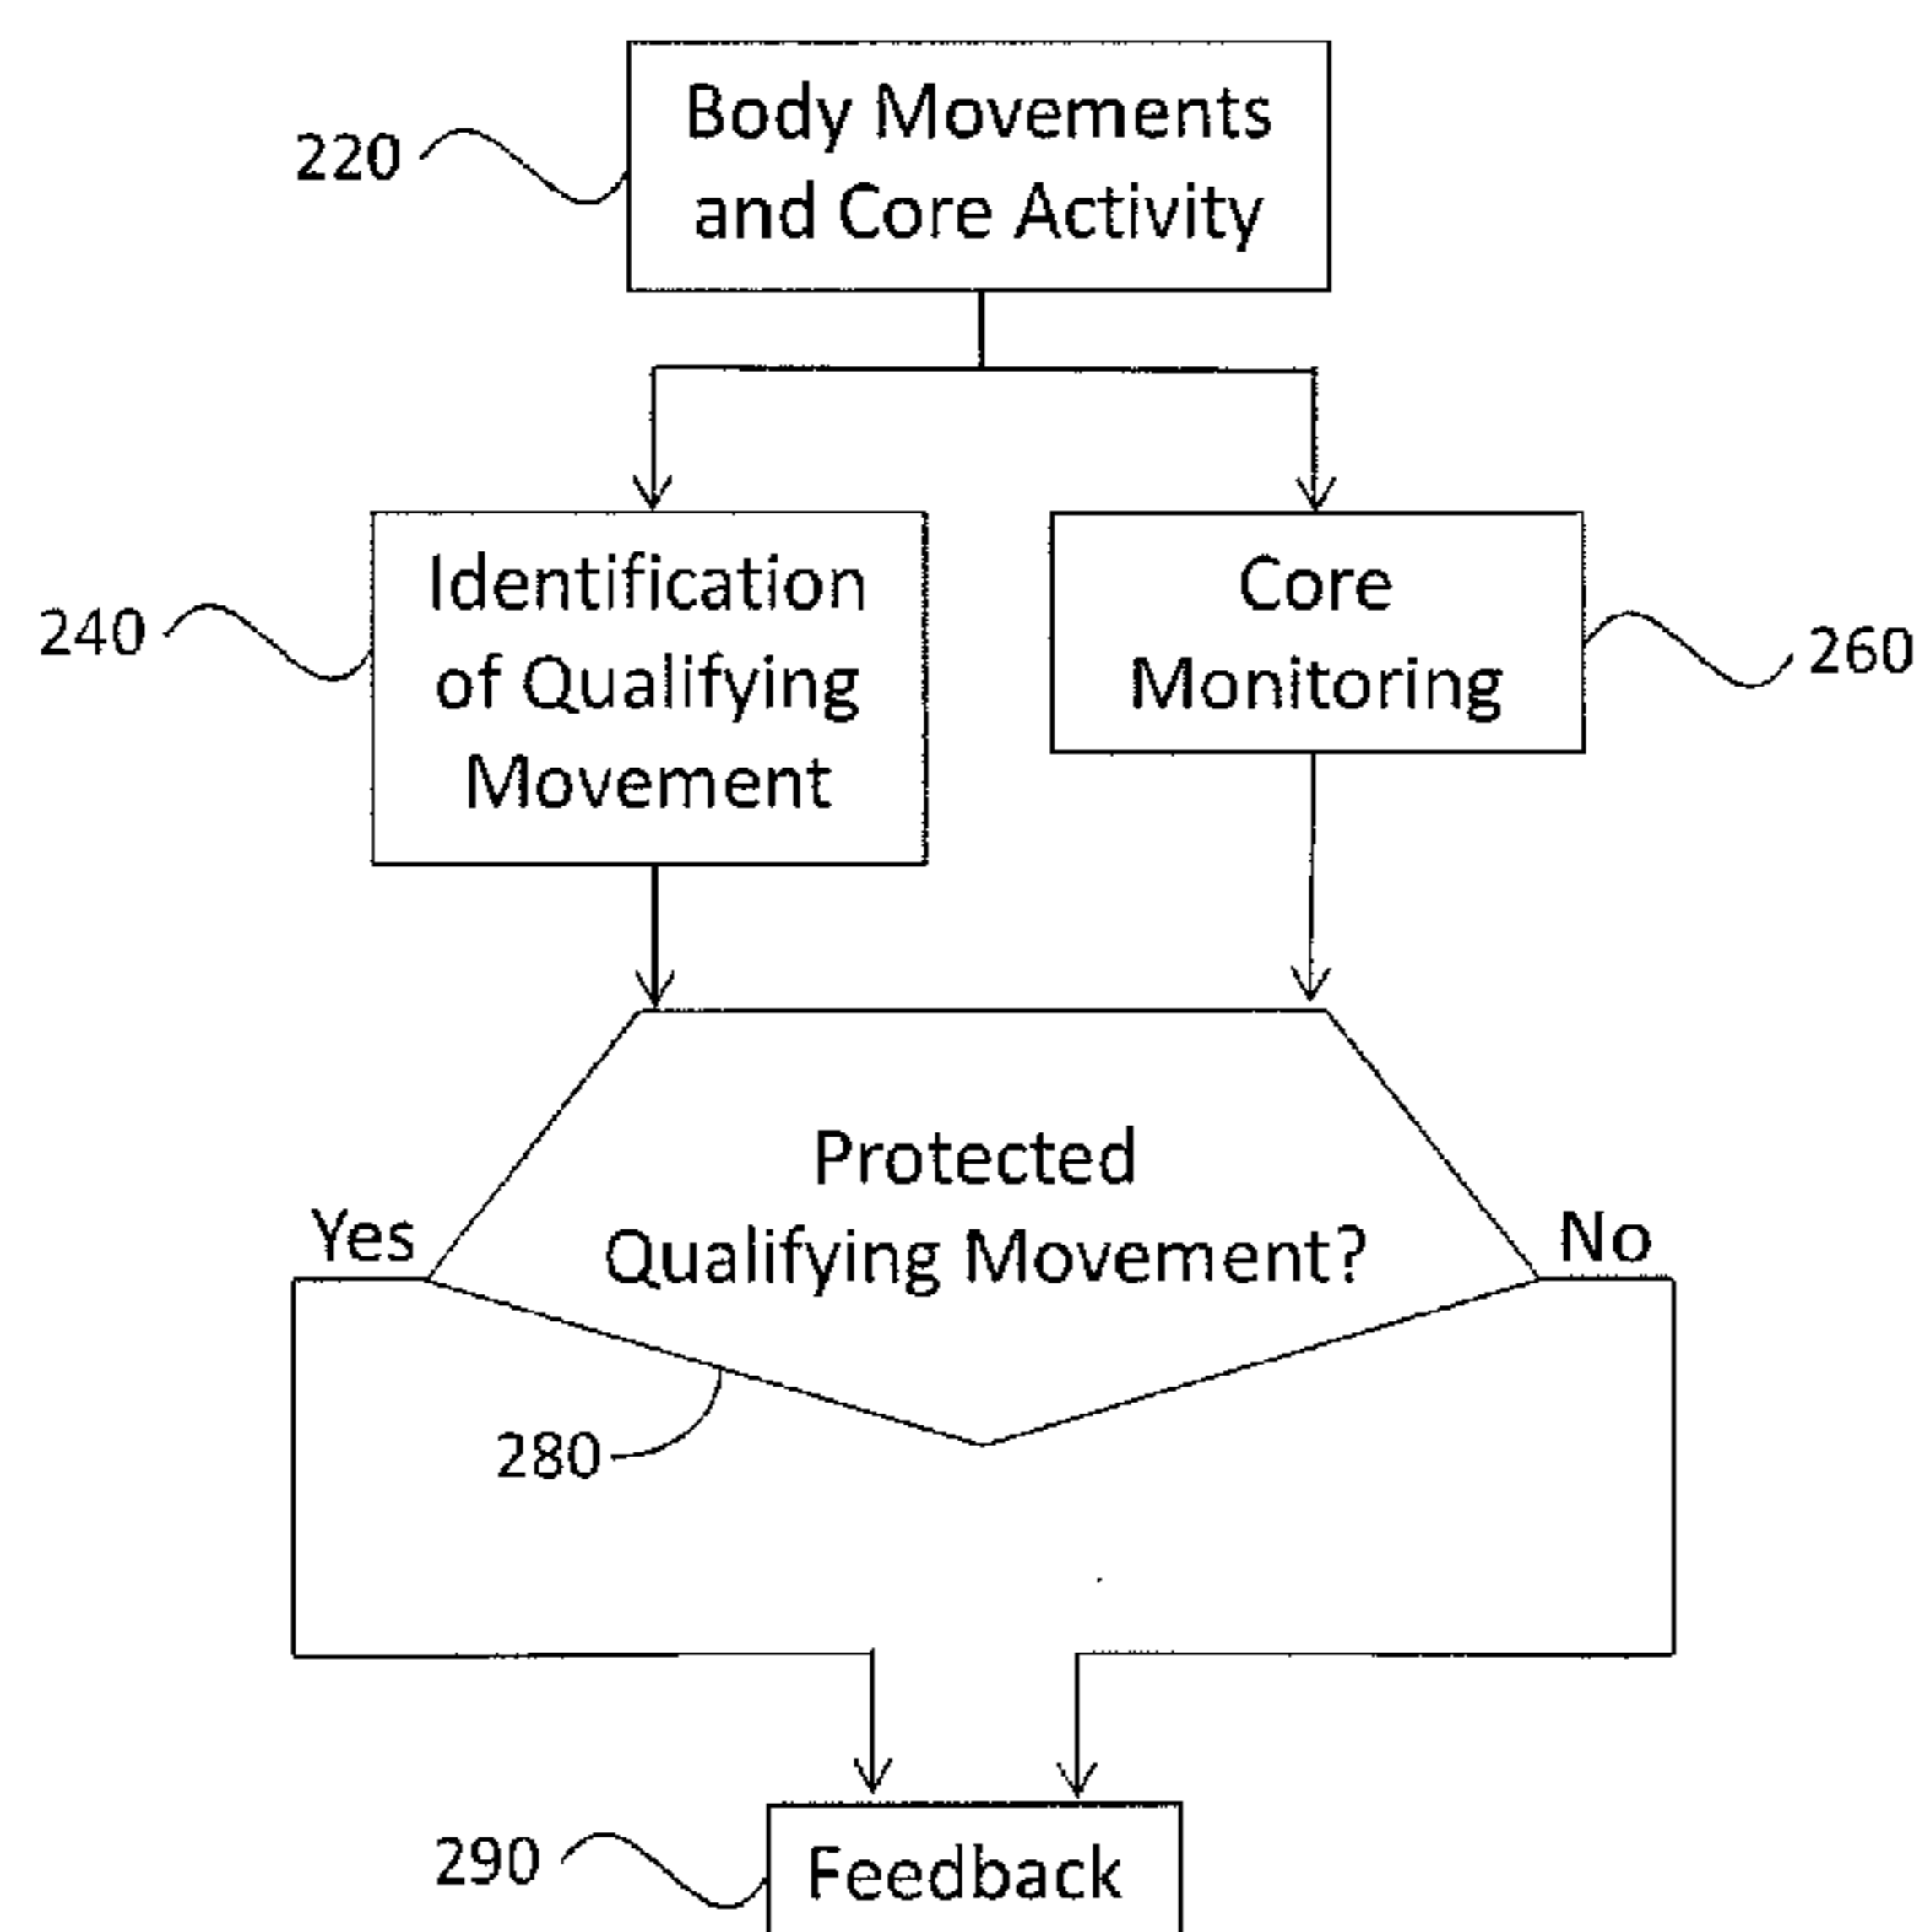 Body Movements
and Core Activity
220
Identification
of Qualifying
Movement
240
Core
Monitoring
260
Protected
Qualifying Movement?
Yes
No
280
290
Feedback